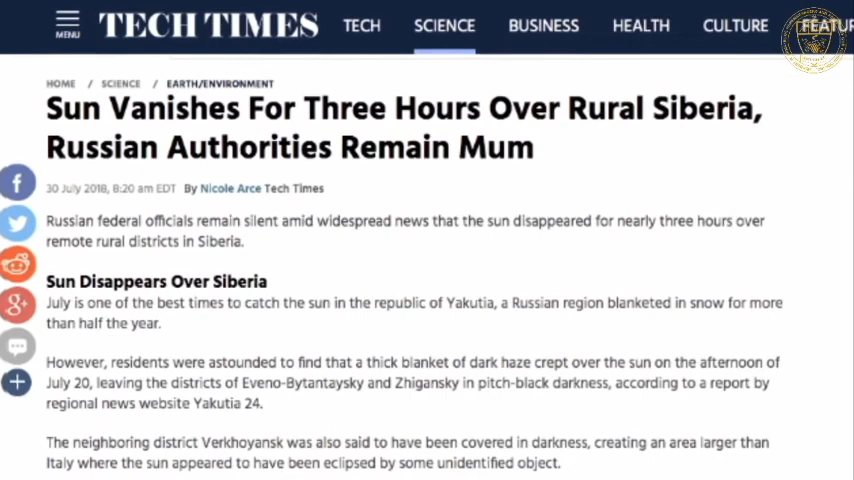 MENU
TECH TIMES
TECH
SCIENCE
BUSINESS
HEALTH
CULTURE
HOME / SCIENCE / EARTH/ENVIRONMENT
Sun Vanishes For Three Hours Over Rural Siberia,
Russian Authorities Remain Mum
30 July 2018, 8:20 am EDT By Nicole Arce Tech Times
Russian federal officials remain silent amid widespread news that the sun disappeared for nearly three hours over
remote rural districts in Siberia.
Sun Disappears Over Siberia
July is one of the best times to catch the sun in the republic of Yakutia, a Russian region blanketed in snow for more
than half the year.
However, residents were astounded to find that a thick blanket of dark haze crept over the sun on the afternoon of
July 20, leaving the districts of Eveno-Bytantaysky and Zhigansky in pitch-black darkness, according to a report by
regional news website Yakutia 24.
The neighboring district Verkhoyansk was also said to have been covered in darkness, creating an area larger than
Italy where the sun appeared to have been eclipsed by some unidentified object.